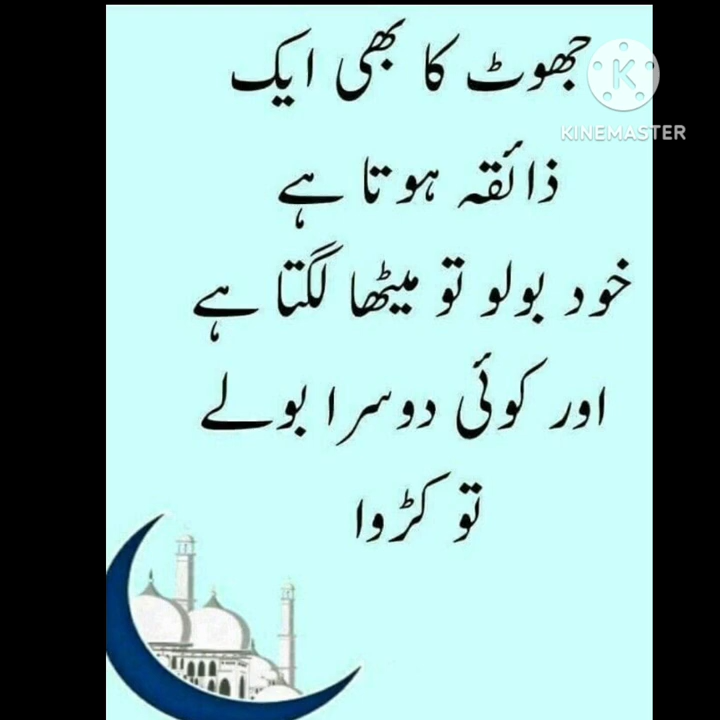 جھوٹ کا بھی ایک
KINEMASTER
ذائقہ ہوتا ہے
خود بولو تو میٹھا لگتا ہے
اور کوئی دوسرا بولے
تو کڑوا